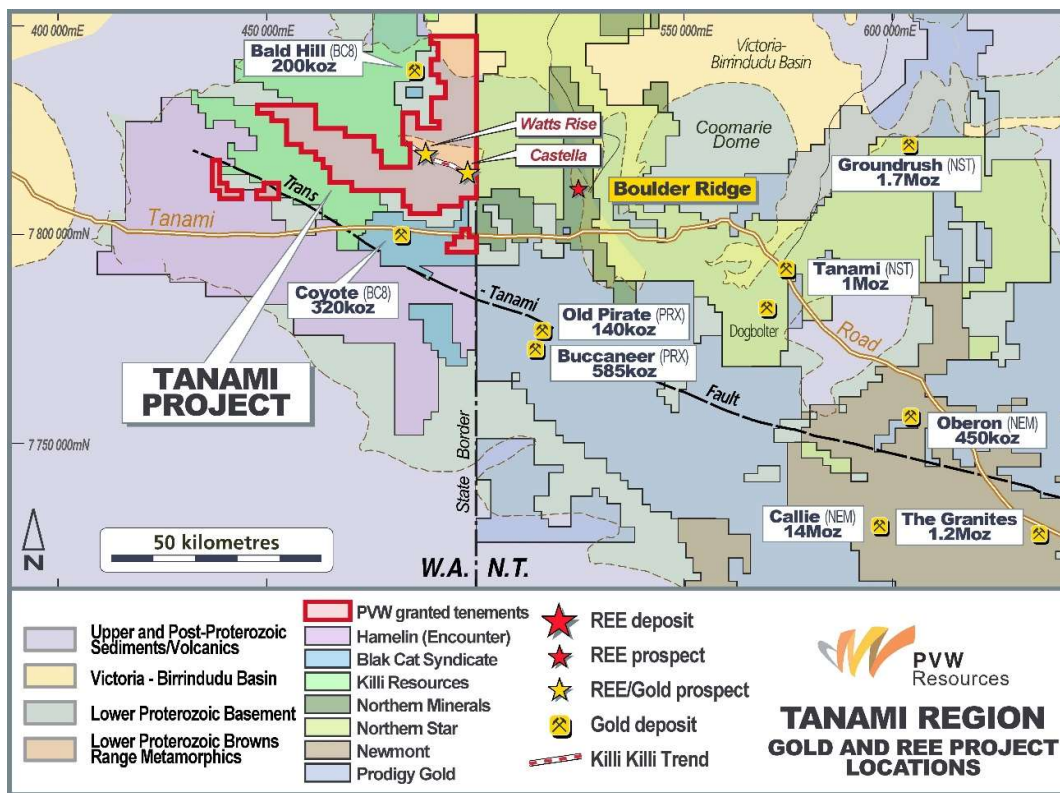 400 000mE
450 000mE
550 000mE
600 000mE
Bald Hill (BC8)
200koz
Victoria-
Birrindudu Basin
Watts Rise
Castella
Coomarie
Dome
Groundrush (NST)
1.7Moz
Boulder Ridge
Trans
Tanami
7 800 000mN
Tanami (NST)
1Moz
Coyote (BC8)
320koz
- Tanami
Old Pirate (PRX)
140koz
Dogbolter
Buccaneer (PRX)
585koz
Road
TANAMI
PROJECT
Fault
Oberon (NEM)
450koz
7 750 000mN
State Border
Callie (NEM)
14Moz
The Granites
1.2Moz
N
50 kilometres
W.A.
N.T.
Upper and Post-Proterozoic
Sediments/Volcanics
Victoria - Birrindudu Basin
Lower Proterozoic Basement
Lower Proterozoic Browns
Range Metamorphics
PVW granted tenements
Hamelin (Encounter)
Blak Cat Syndicate
Killi Resources
Northern Minerals
Northern Star
Newmont
Prodigy Gold
REE deposit
REE prospect
REE/Gold prospect
Gold deposit
Killi Killi Trend
PVW
Resources
TANAMI REGION
GOLD AND REE PROJECT
LOCATIONS